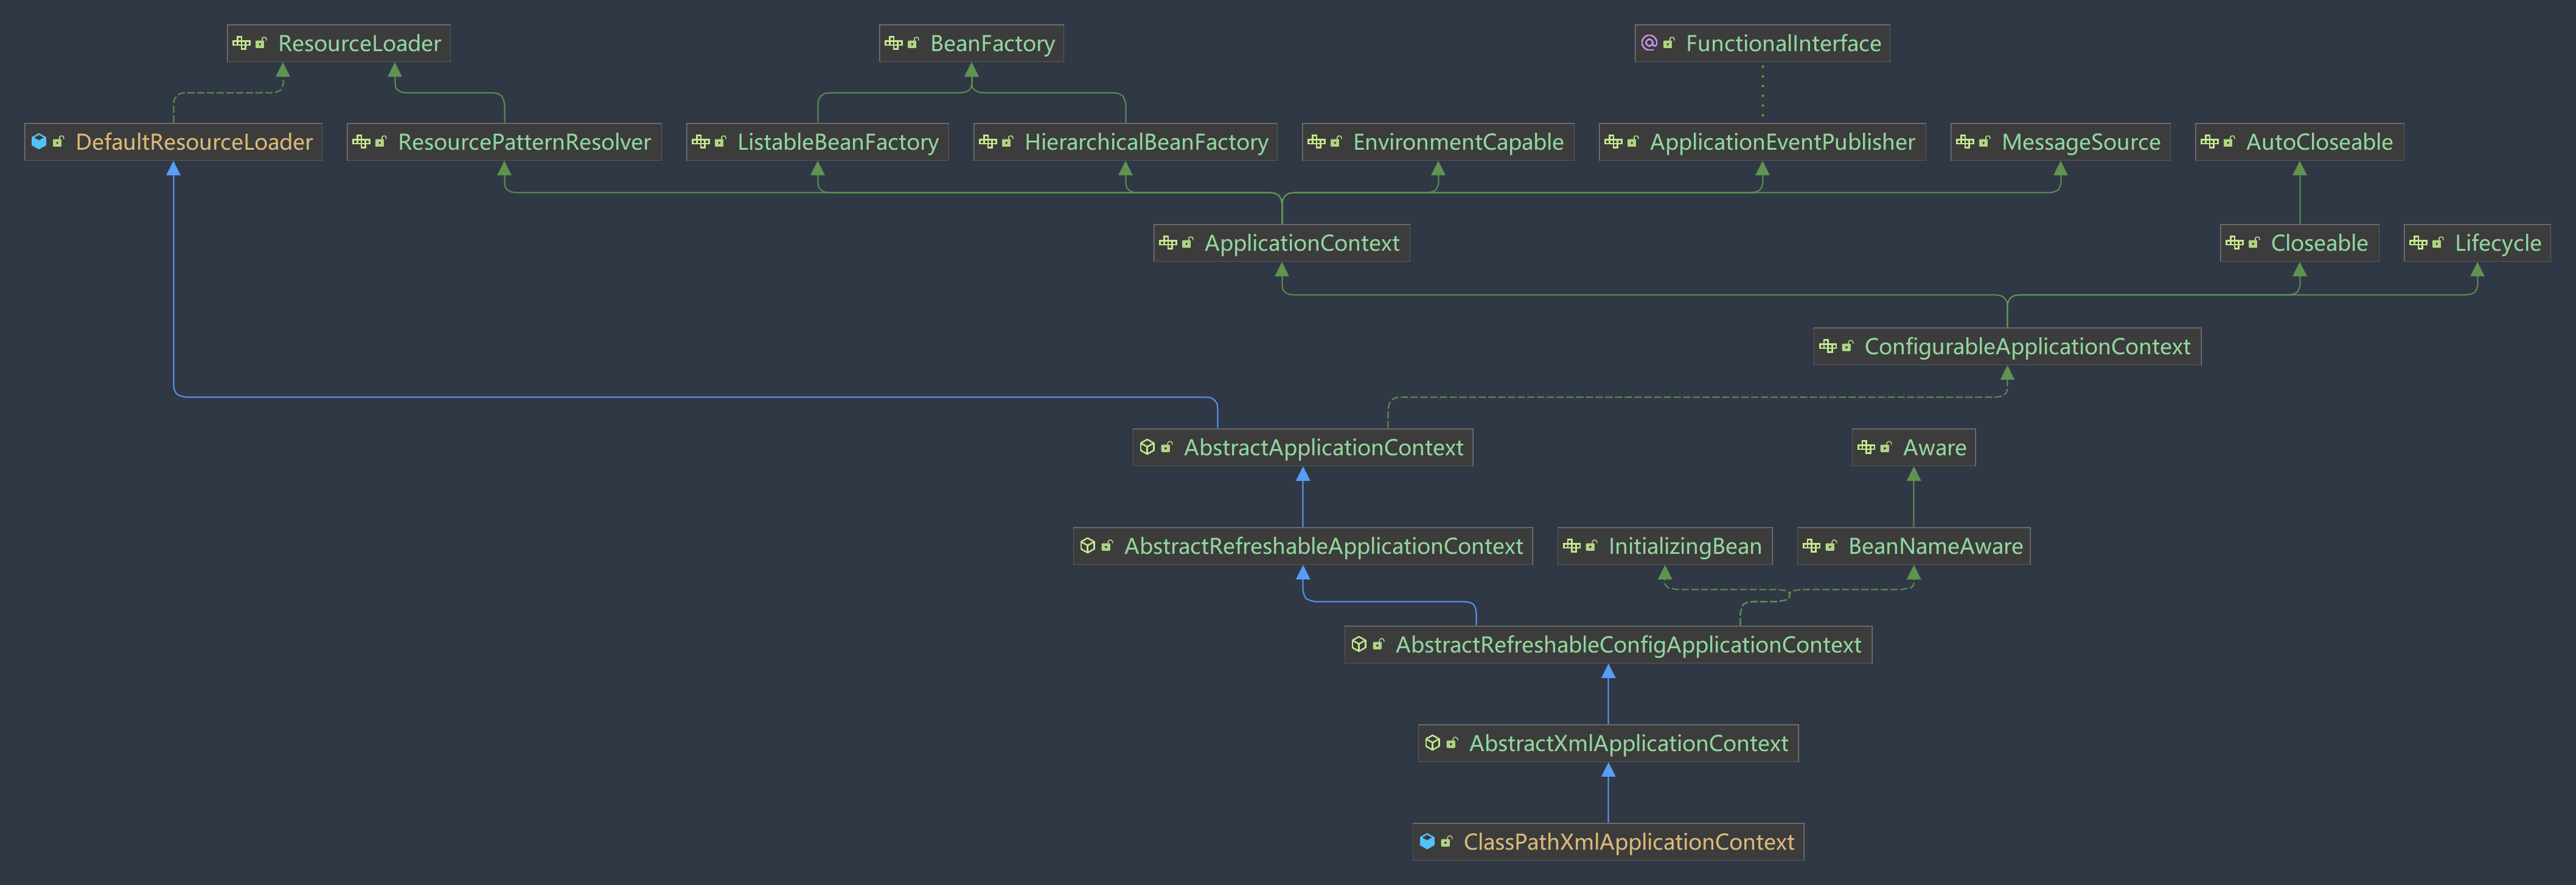 ResourceLoader
BeanFactory
FunctionalInterface
DefaultResourceLoader
ResourcePatternResolver
ListableBeanFactory
HierarchicalBeanFactory
EnvironmentCapable
ApplicationEventPublisher
MessageSource
AutoCloseable
ApplicationContext
Closeable
Lifecycle
ConfigurableApplicationContext
AbstractApplicationContext
Aware
AbstractRefreshableApplicationContext
InitializingBean
BeanNameAware
AbstractRefreshableConfigApplicationContext
AbstractXmlApplicationContext
ClassPathXmlApplicationContext